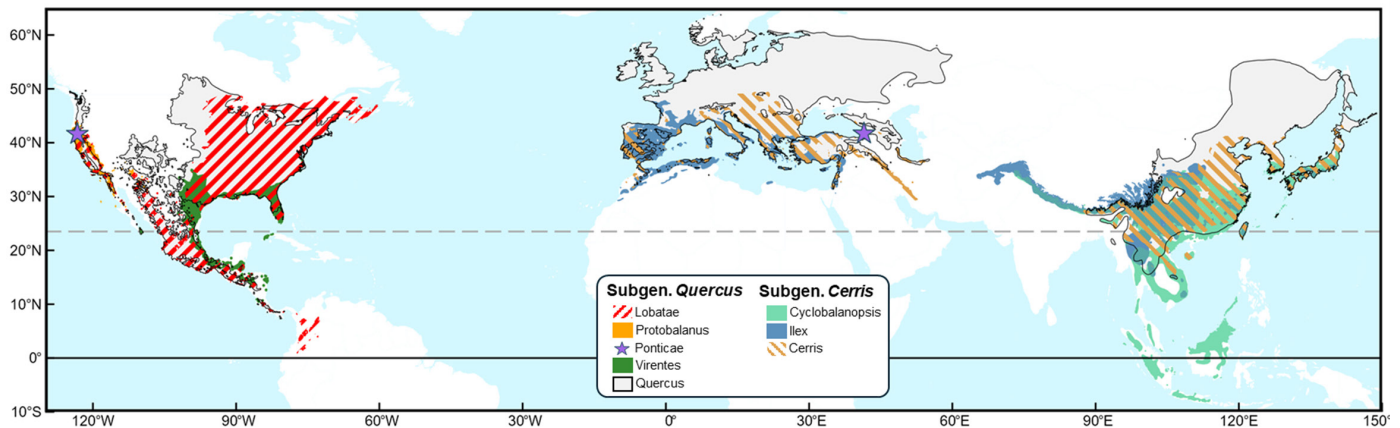 60°N
50°N
40°N
30°N
20°N
10°N
0°
10°S
Subgen. Quercus
Lobatae
Protobalanus
Ponticae
Virentes
Quercus
Subgen. Cerris
Cyclobalanopsis
Ilex
Cerris
120°W
90°W
60°W
30°W
0°
30°E
60°E
90°E
120°E
150°